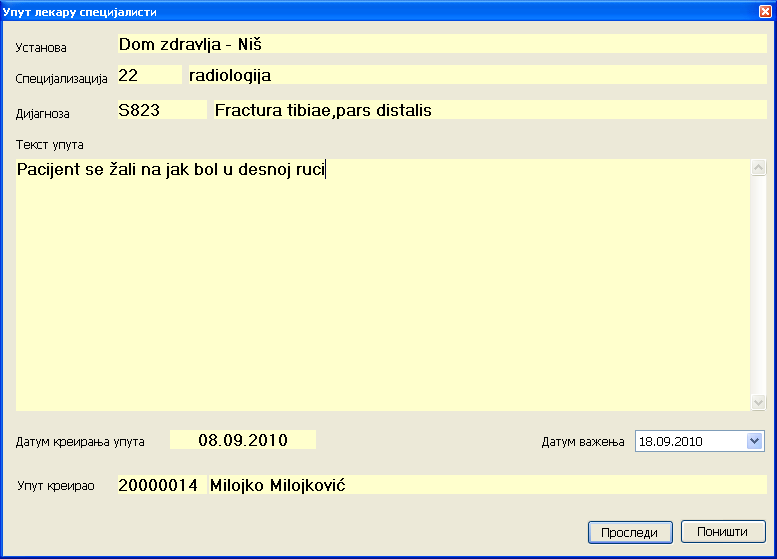 Упут лекару специјалисти
Установа Dom zdravlja - Niš
Специјализација 22 radiologija
Дијагноза S823 Fractura tibiae,pars distalis
Текст упута
Pacijent se žali na jak bol u desnoj ruci
Датум креирања упута 08.09.2010 Датум важења 18.09.2010
Упут креирао 20000014 Milojko Milojković
Проследи Поништи